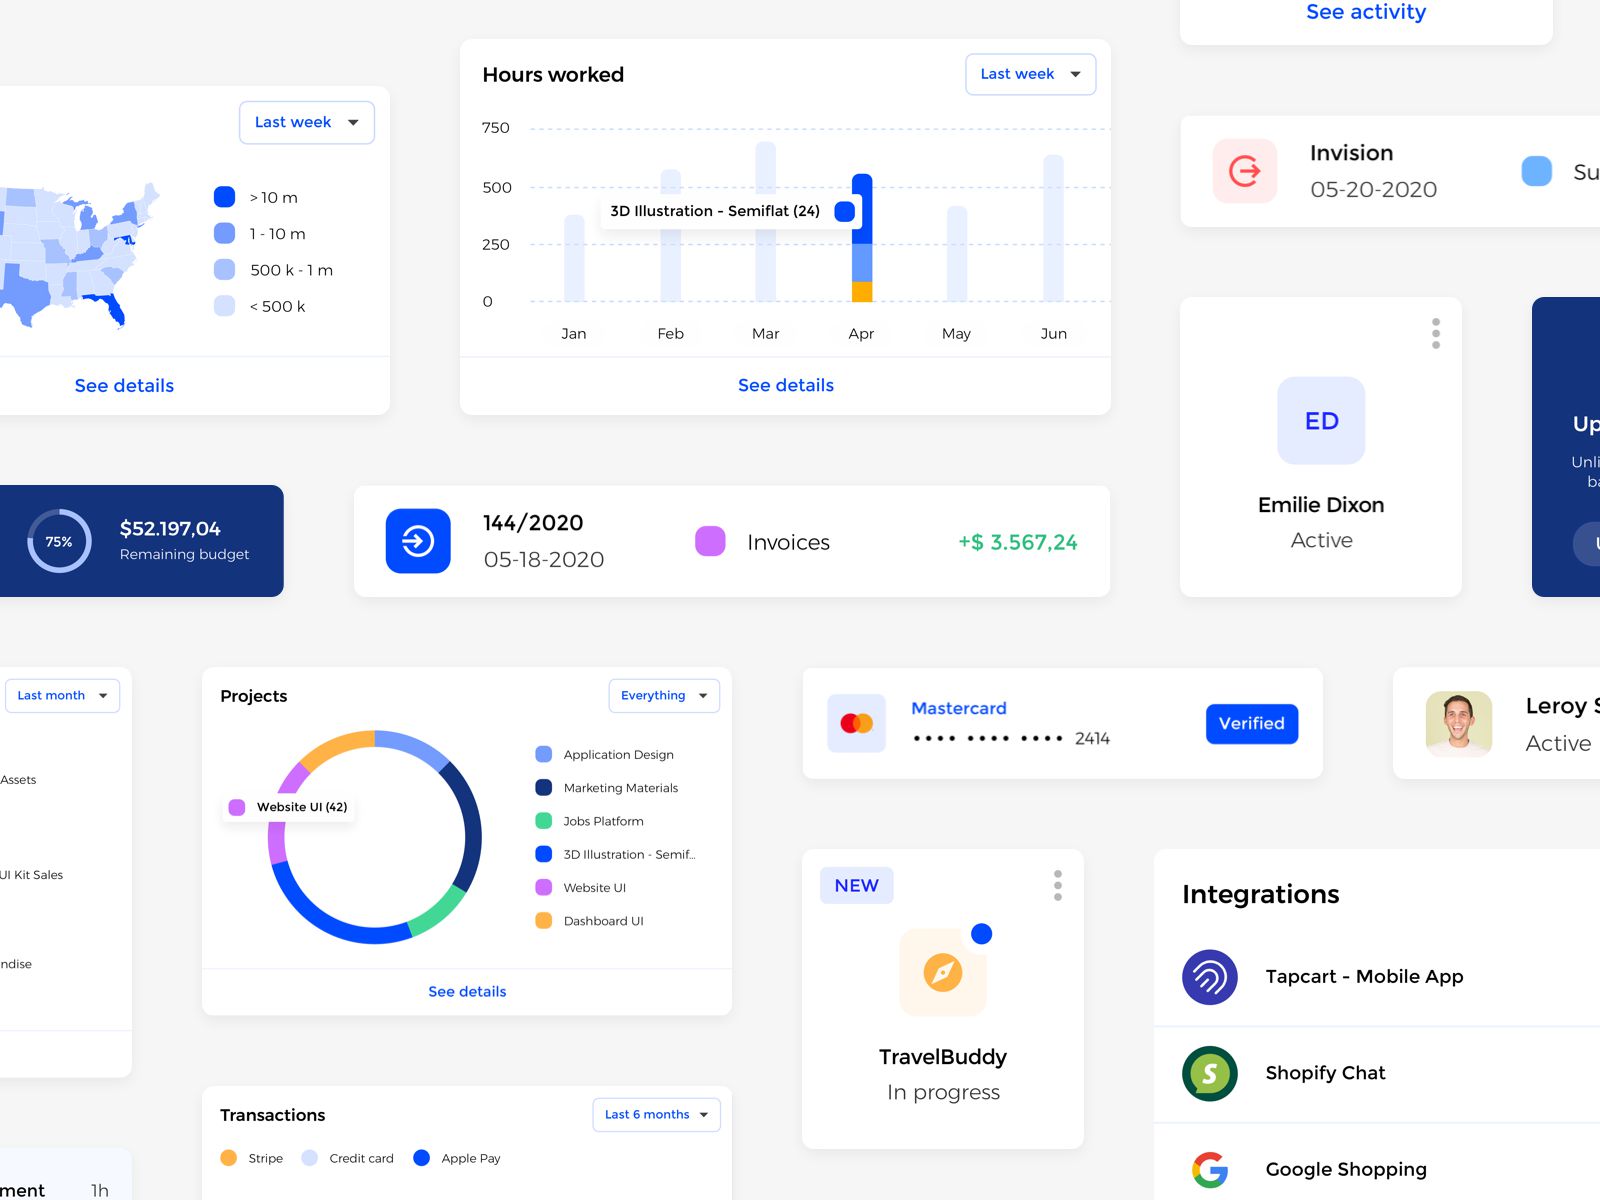 See activity
Last week
> 10 m
1 - 10 m
500 k - 1 m
< 500 k
See details
Hours worked
Last week
750
500
250
0
3D Illustration - Semiflat (24)
Jan
Feb
Mar
Apr
May
Jun
See details
Invision
05-20-2020
Su
ED
Emilie Dixon
Active
Up
Unli
ba
U
75%
$52.197,04
Remaining budget
144/2020
05-18-2020
Invoices
+$ 3.567,24
Last month
Assets
UI Kit Sales
ndise
Projects
Everything
Website UI (42)
Application Design
Marketing Materials
Jobs Platform
3D Illustration - Semif...
Website UI
Dashboard UI
See details
Mastercard
•••• •••• •••• 2414
Verified
Leroy S
Active
NEW
TravelBuddy
In progress
Integrations
Tapcart - Mobile App
Shopify Chat
Google Shopping
Transactions
Last 6 months
Stripe
Credit card
Apple Pay
ment
1h